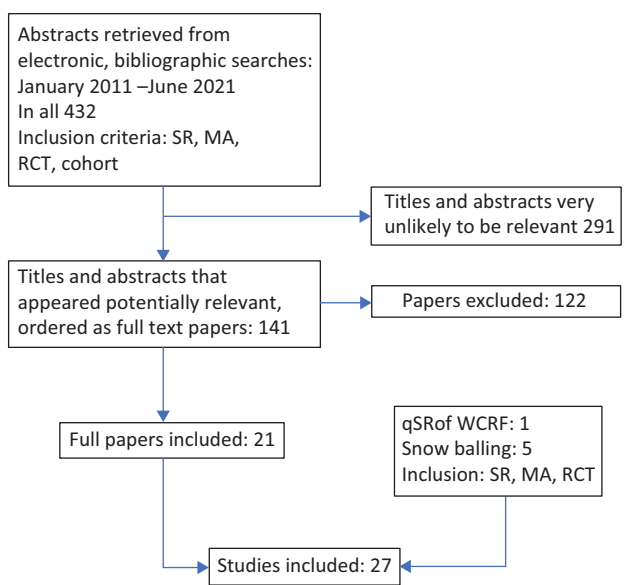 Abstracts retrieved from
electronic, bibliographic searches:
January 2011 –June 2021
In all 432
Inclusion criteria: SR, MA,
RCT, cohort
Titles and abstracts very
unlikely to be relevant 291
Titles and abstracts that
appeared potentially relevant,
ordered as full text papers: 141
Papers excluded: 122
Full papers included: 21
qSRof WCRF: 1
Snow balling: 5
Inclusion: SR, MA, RCT
Studies included: 27